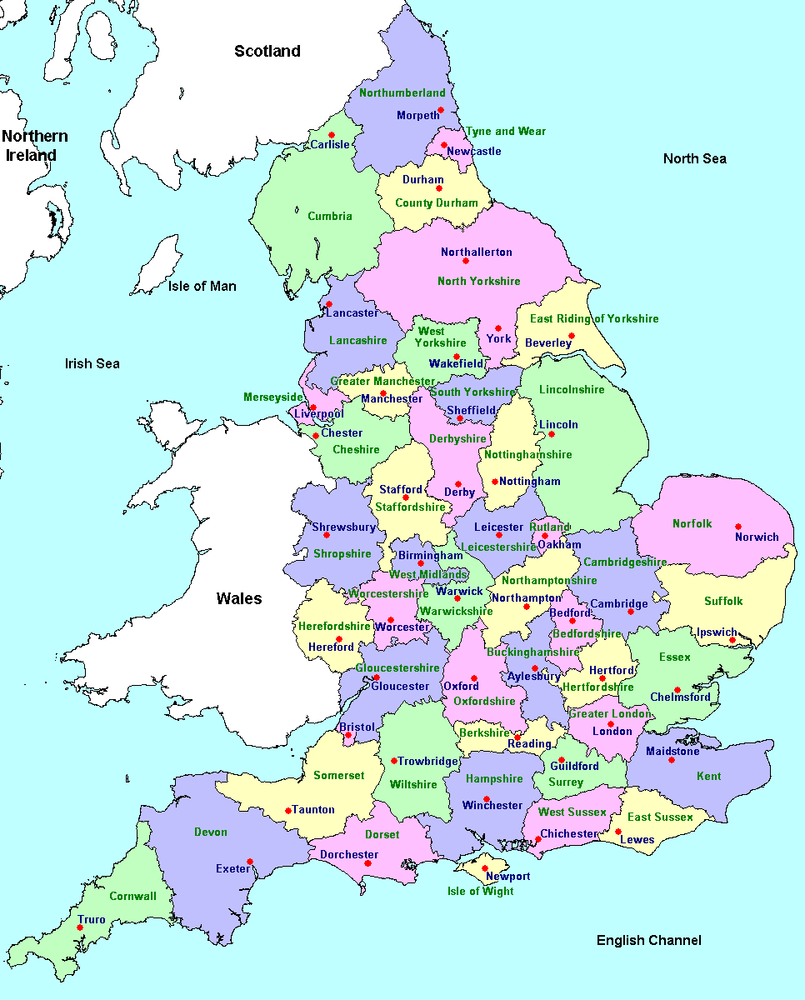 Scotland
Northumberland
Morpeth
Tyne and Wear
Northern
Ireland
Carlisle
Newcastle
North Sea
Durham
County Durham
Cumbria
Northallerton
North Yorkshire
Isle of Man
Lancaster
East Riding of Yorkshire
West
Yorkshire
York
Beverley
Lancashire
Irish Sea
Wakefield
Greater Manchester
South Yorkshire
Lincolnshire
Merseyside
Manchester
Liverpool
Sheffield
Lincoln
Chester
Derbyshire
Cheshire
Nottinghamshire
Nottingham
Stafford
Derby
Staffordshire
Shrewsbury
Leicester
Rutland
Norfolk
Norwich
Oakham
Leicestershire
Shropshire
Birmingham
Cambridgeshire
West Midlands
Northamptonshire
Wales
Worcestershire
Warwick
Northampton
Cambridge
Suffolk
Warwickshire
Bedford
Herefordshire
Worcester
Bedfordshire
Ipswich
Hereford
Buckinghamshire
Essex
Gloucestershire
Hertford
Aylesbury
Gloucester
Oxford
Hertfordshire
Chelmsford
Oxfordshire
Greater London
Bristol
Berkshire
London
Reading
Maidstone
Trowbridge
Guildford
Somerset
Wiltshire
Hampshire
Surrey
Kent
Taunton
Winchester
West Sussex
East Sussex
Devon
Dorset
Chichester
Lewes
Dorchester
Exeter
Newport
Isle of Wight
Cornwall
Truro
English Channel